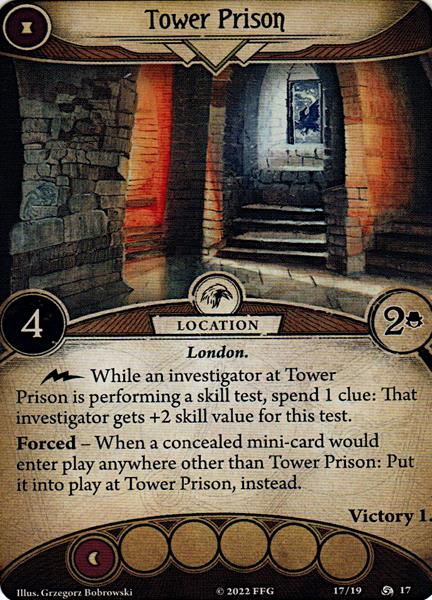 Tower Prison
4
LOCATION
2
London.
While an investigator at Tower
Prison is performing a skill test, spend 1 clue: That
investigator gets +2 skill value for this test.
Forced – When a concealed mini-card would
enter play anywhere other than Tower Prison: Put
it into play at Tower Prison, instead.
Victory 1.
Illus. Grzegorz Bobrowski
© 2022 FFG
17/19
17